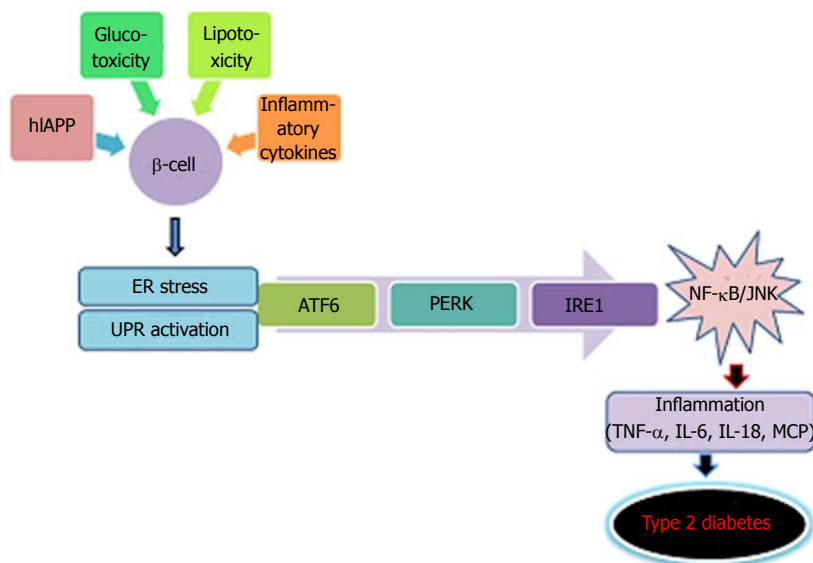 Gluco-
toxicity
Lipoto-
xicity
hIAPP
Inflamm-
atory
cytokines
β-cell
ER stress
UPR activation
ATF6
PERK
IRE1
NF-κB/JNK
Inflammation
(TNF-α, IL-6, IL-18, MCP)
Type 2 diabetes